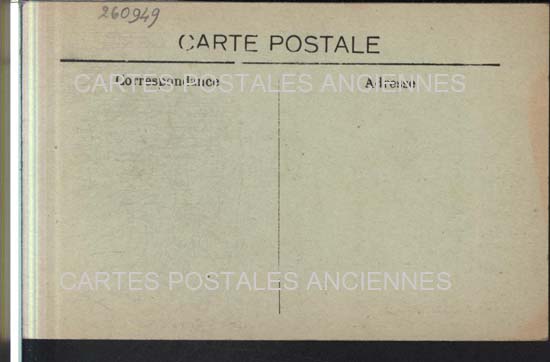 260949
CARTE POSTALE
Correspondance
Adresse
CARTES POSTALES ANCIENNES
CARTES POSTALES ANCIENNES